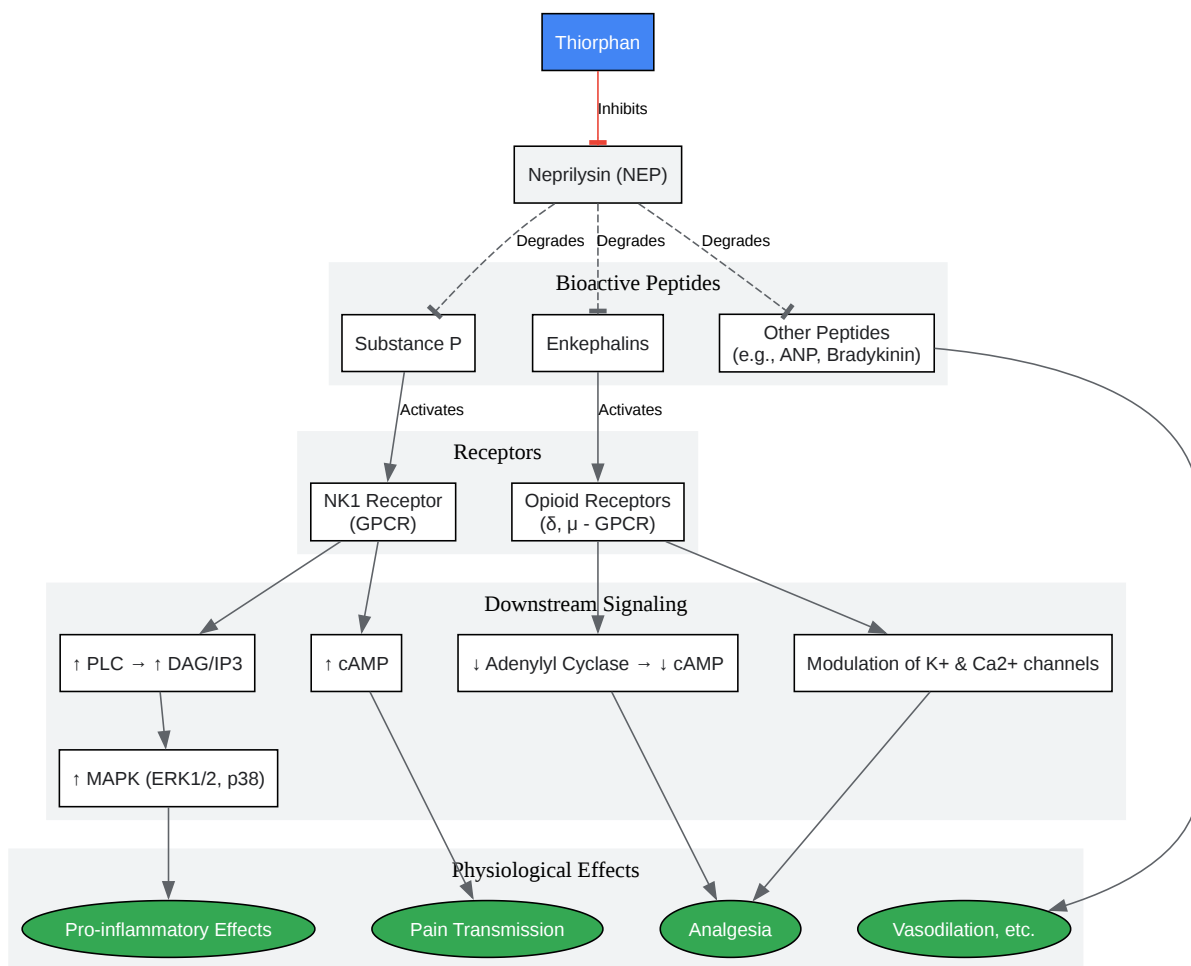 Thiorphan
Inhibits
Neprilysin (NEP)
Degrades
Degrades
Degrades
Bioactive Peptides
Substance P
Enkephalins
Other Peptides
(e.g., ANP, Bradykinin)
Activates
Activates
Receptors
NK1 Receptor
(GPCR)
Opioid Receptors
(δ, μ - GPCR)
Downstream Signaling
↑ PLC → ↑ DAG/IP3
↑ cAMP
↓ Adenylyl Cyclase → ↓ cAMP
Modulation of K+ & Ca2+ channels
↑ MAPK (ERK1/2, p38)
Physiological Effects
Pro-inflammatory Effects
Pain Transmission
Analgesia
Vasodilation, etc.